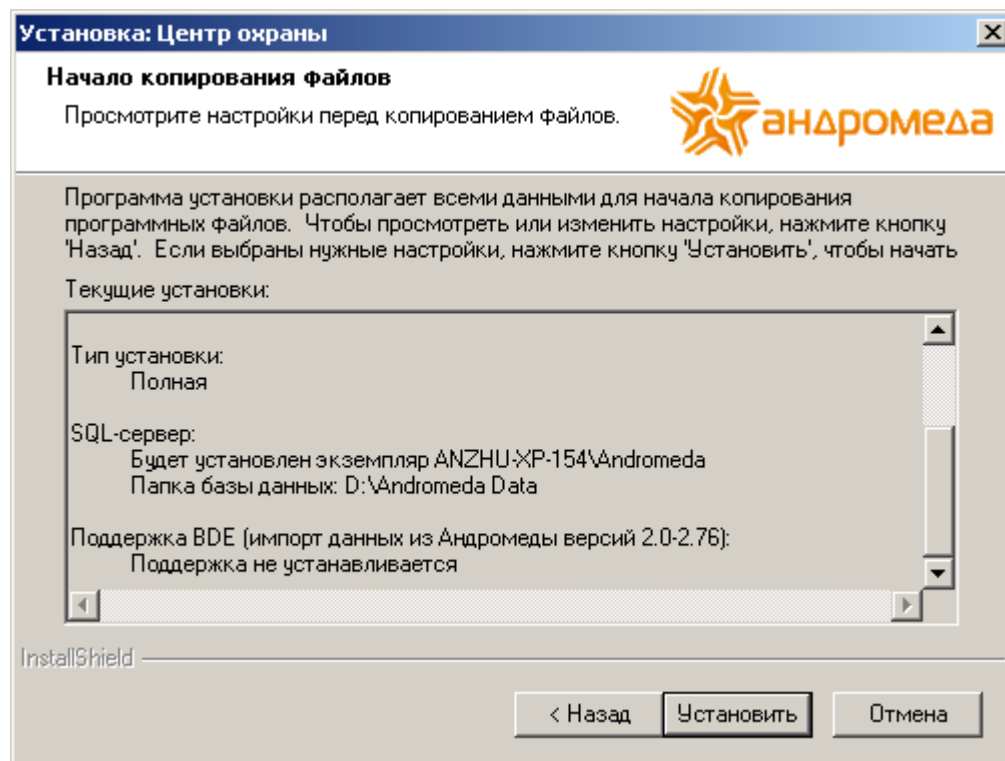 Установка: Центр охраны
Начало копирования файлов
Просмотрите настройки перед копированием файлов.
андромеда
Программа установки располагает всеми данными для начала копирования
программных файлов. Чтобы просмотреть или изменить настройки, нажмите кнопку
'Назад'. Если выбраны нужные настройки, нажмите кнопку 'Установить', чтобы начать
Текущие установки:
Тип установки:
Полная
SQL-сервер:
Будет установлен экземпляр ANZHU-XP-154\Andromeda
Папка базы данных: D:\Andromeda Data
Поддержка BDE (импорт данных из Андромеды версий 2.0-2.76):
Поддержка не устанавливается
InstallShield
< Назад
Установить
Отмена